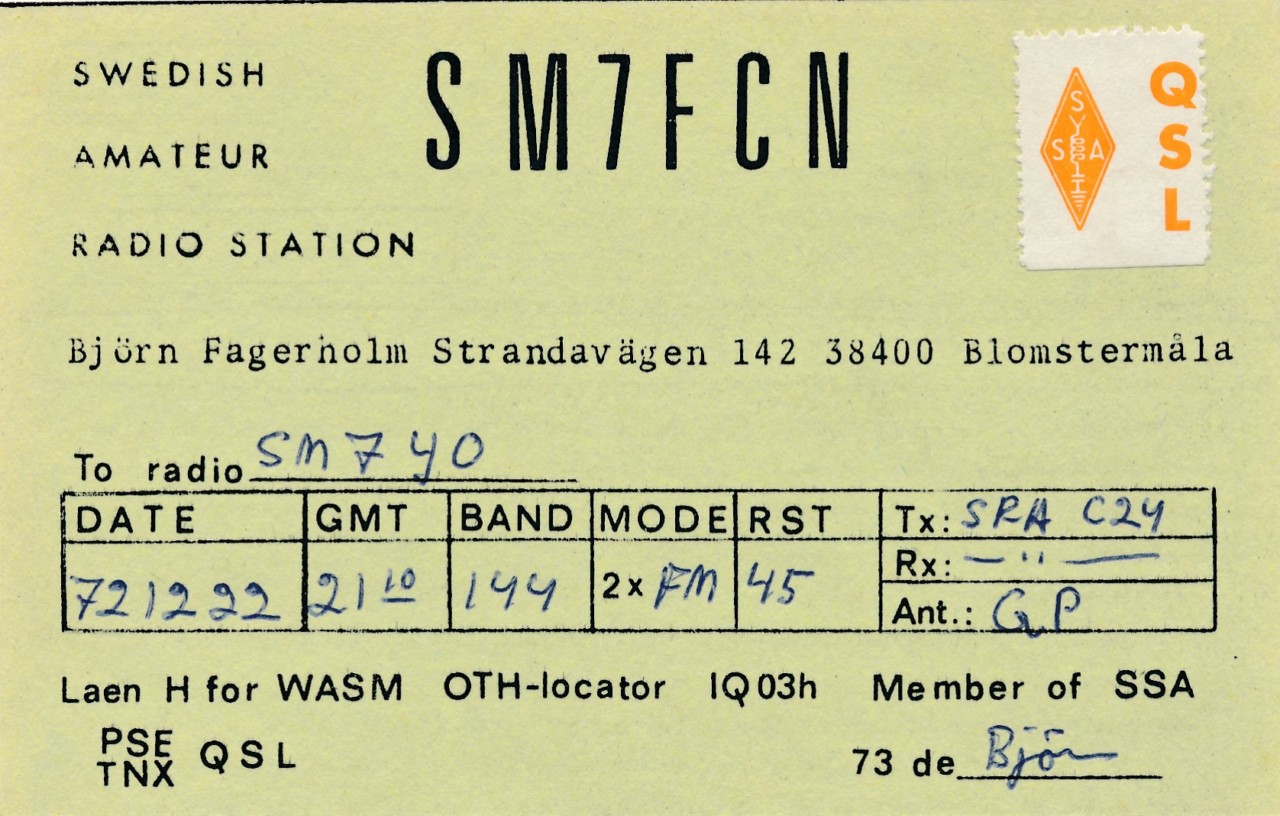 SWEDISH
SM7FCN
AMATEUR
RADIO STATION
QSL
SSA
Björn Fagerholm Strandavägen 142 38400 Blomstermåla
To radio SM7YO
DATE GMT BAND MODE RST Tx: SRA C24
Rx: — " —
721222 21 10 144 2x FM 45 Ant.: GP
Laen H for WASM OTH-locator IQ03h Member of SSA
PSE
TNX QSL
73 de Björn